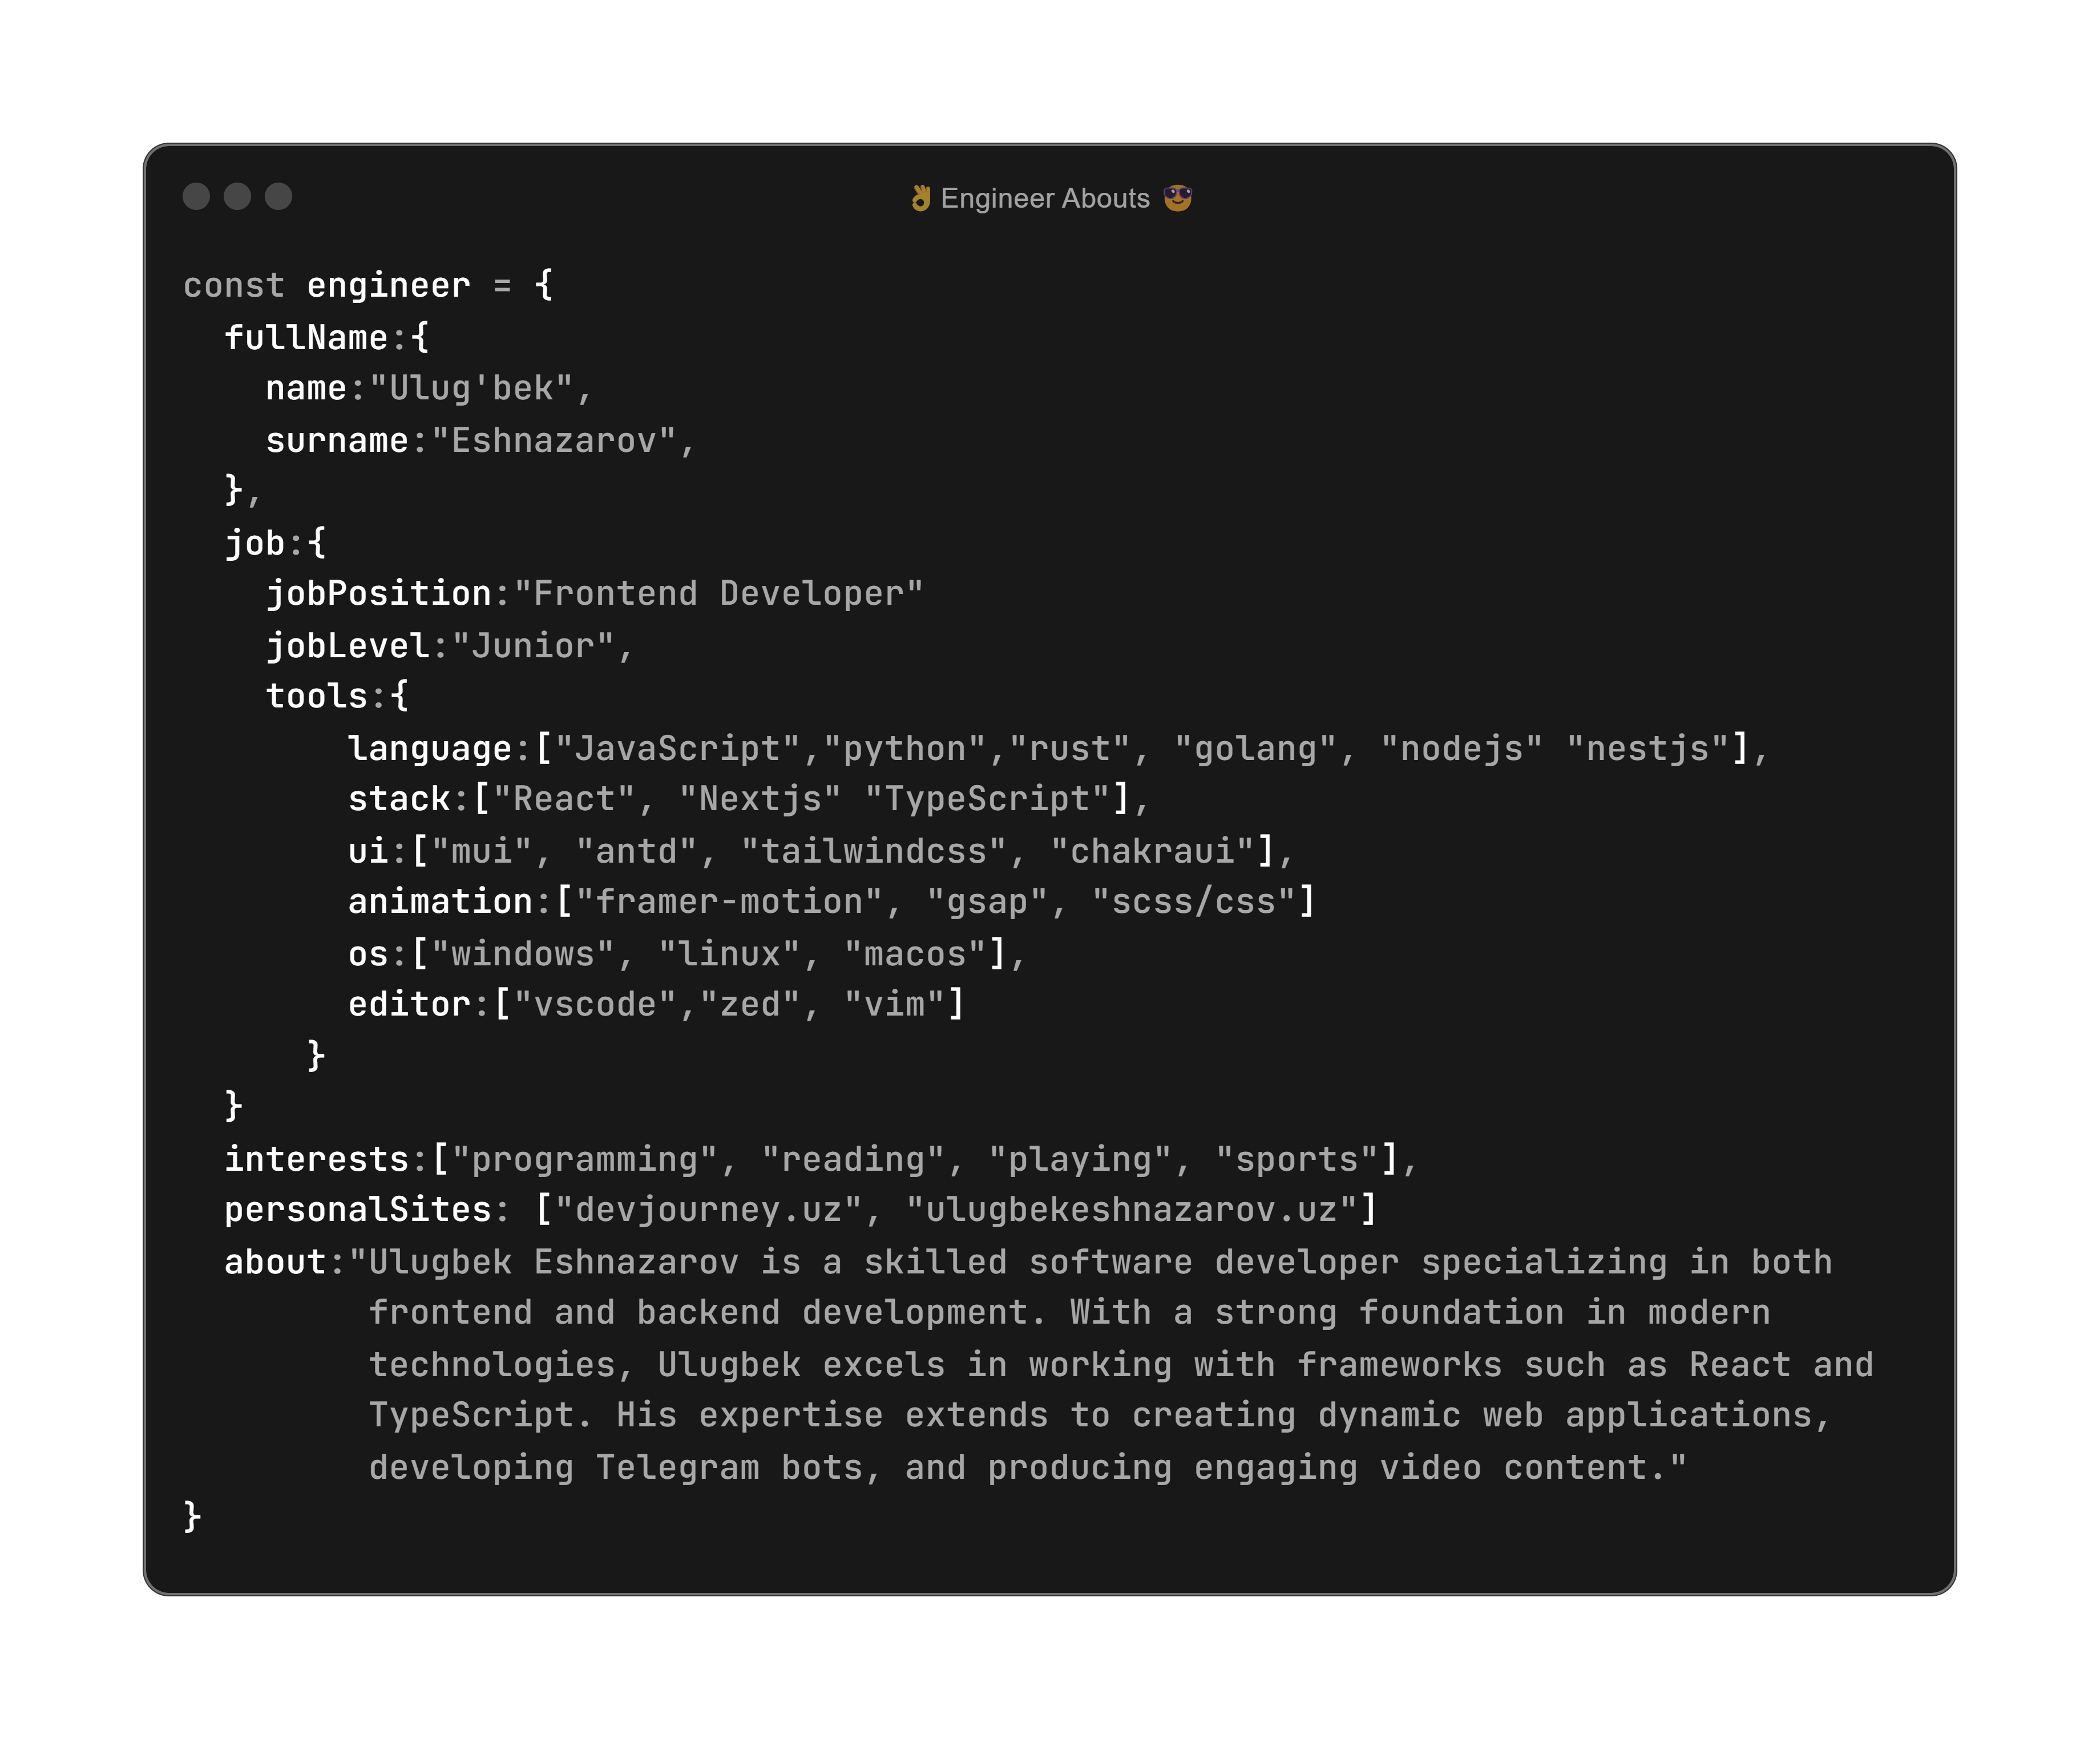 👌 Engineer Abouts 😎
const engineer = {
  fullName:{
    name:"Ulug'bek",
    surname:"Eshnazarov",
  },
  job:{
    jobPosition:"Frontend Developer"
    jobLevel:"Junior",
    tools:{
        language:["JavaScript","python","rust", "golang", "nodejs" "nestjs"],
        stack:["React", "Nextjs" "TypeScript"],
        ui:["mui", "antd", "tailwindcss", "chakraui"],
        animation:["framer-motion", "gsap", "scss/css"]
        os:["windows", "linux", "macos"],
        editor:["vscode","zed", "vim"]
      }
  }
  interests:["programming", "reading", "playing", "sports"],
  personalSites: ["devjourney.uz", "ulugbekeshnazarov.uz"]
  about:"Ulugbek Eshnazarov is a skilled software developer specializing in both
         frontend and backend development. With a strong foundation in modern
         technologies, Ulugbek excels in working with frameworks such as React and
         TypeScript. His expertise extends to creating dynamic web applications,
         developing Telegram bots, and producing engaging video content."
}